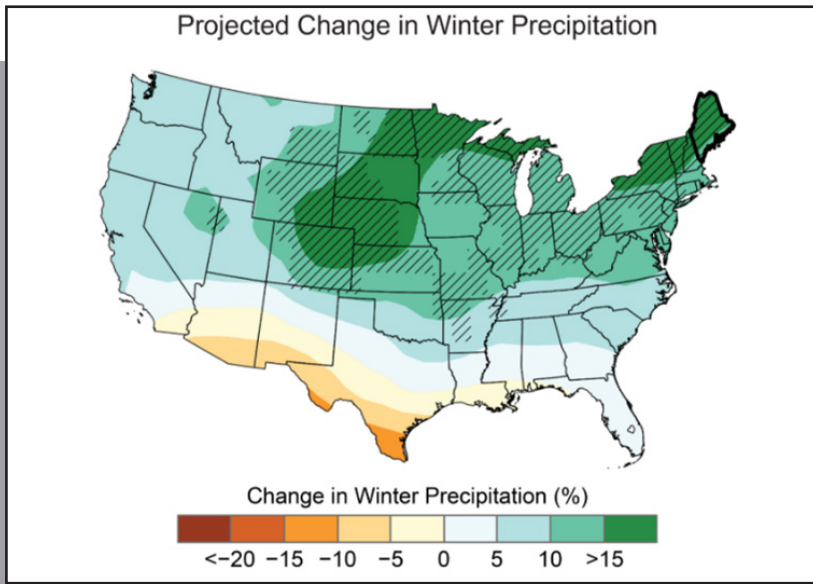 Projected Change in Winter Precipitation
Change in Winter Precipitation (%)
<−20 −15 −10 −5 0 5 10 >15